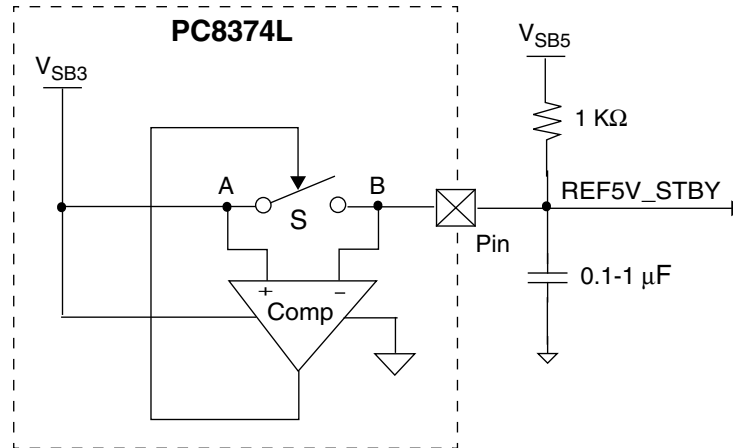 PC8374L
VSB3
VSB5
1 KΩ
A
B
S
REF5V_STBY
Pin
+
−
Comp
0.1-1 μF